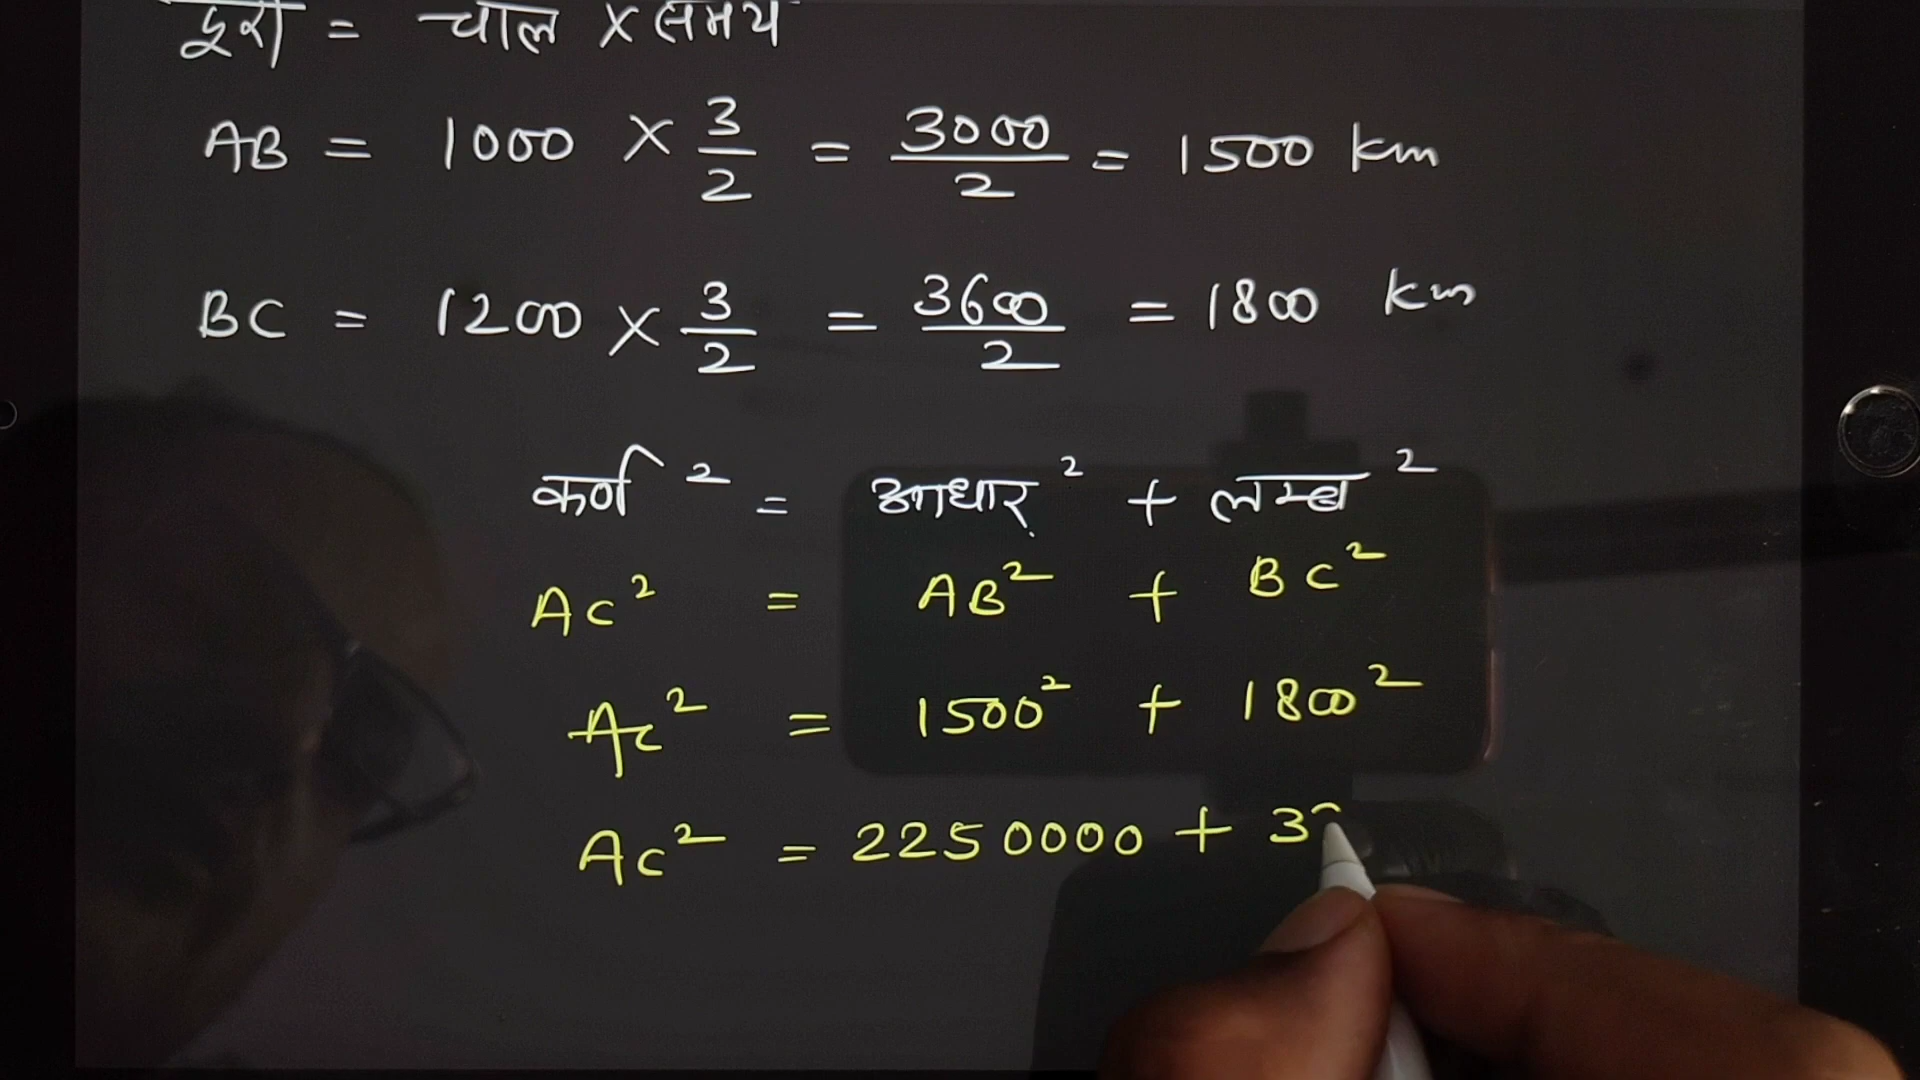 दूरी = चाल × समय
AB = 1000 × 3/2 = 3000/2 = 1500 km
BC = 1200 × 3/2 = 3600/2 = 1800 km
कर्ण² = आधार² + लम्ब²
AC² = AB² + BC²
AC² = 1500² + 1800²
AC² = 2250000 + 3